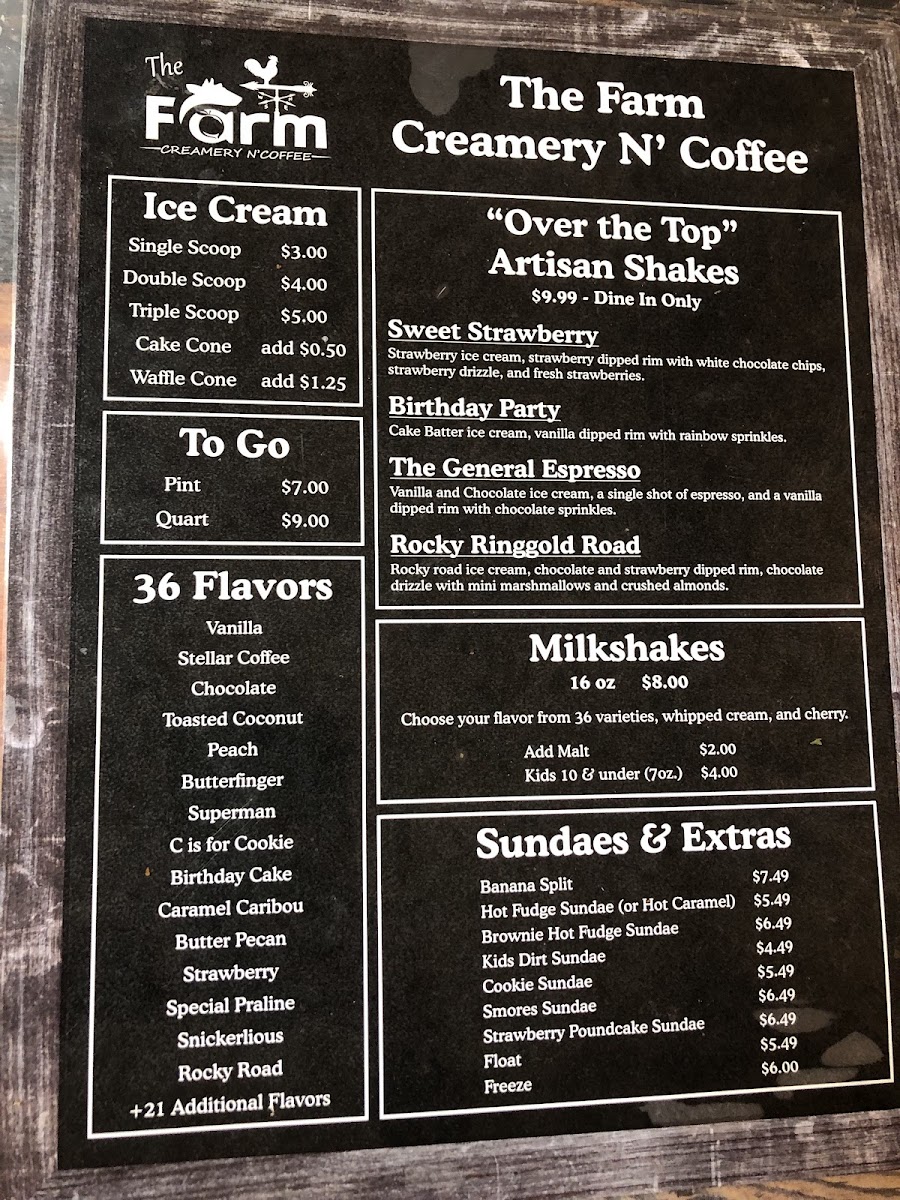 The
Farm
CREAMERY N' COFFEE
The Farm
Creamery N' Coffee
Ice Cream
Single Scoop $3.00
Double Scoop $4.00
Triple Scoop $5.00
Cake Cone add $0.50
Waffle Cone add $1.25
To Go
Pint $7.00
Quart $9.00
36 Flavors
Vanilla
Stellar Coffee
Chocolate
Toasted Coconut
Peach
Butterfinger
Superman
C is for Cookie
Birthday Cake
Caramel Caribou
Butter Pecan
Strawberry
Special Praline
Snickerlious
Rocky Road
+21 Additional Flavors
“Over the Top”
Artisan Shakes
$9.99 - Dine In Only
Sweet Strawberry
Strawberry ice cream, strawberry dipped rim with white chocolate chips,
strawberry drizzle, and fresh strawberries.
Birthday Party
Cake Batter ice cream, vanilla dipped rim with rainbow sprinkles.
The General Espresso
Vanilla and Chocolate ice cream, a single shot of espresso, and a vanilla
dipped rim with chocolate sprinkles.
Rocky Ringgold Road
Rocky road ice cream, chocolate and strawberry dipped rim, chocolate
drizzle with mini marshmallows and crushed almonds.
Milkshakes
16 oz $8.00
Choose your flavor from 36 varieties, whipped cream, and cherry.
Add Malt $2.00
Kids 10 & under (7oz.) $4.00
Sundaes & Extras
Banana Split $7.49
Hot Fudge Sundae (or Hot Caramel) $5.49
Brownie Hot Fudge Sundae $6.49
Kids Dirt Sundae $4.49
Cookie Sundae $5.49
Smores Sundae $6.49
Strawberry Poundcake Sundae $6.49
Float $5.49
Freeze $6.00